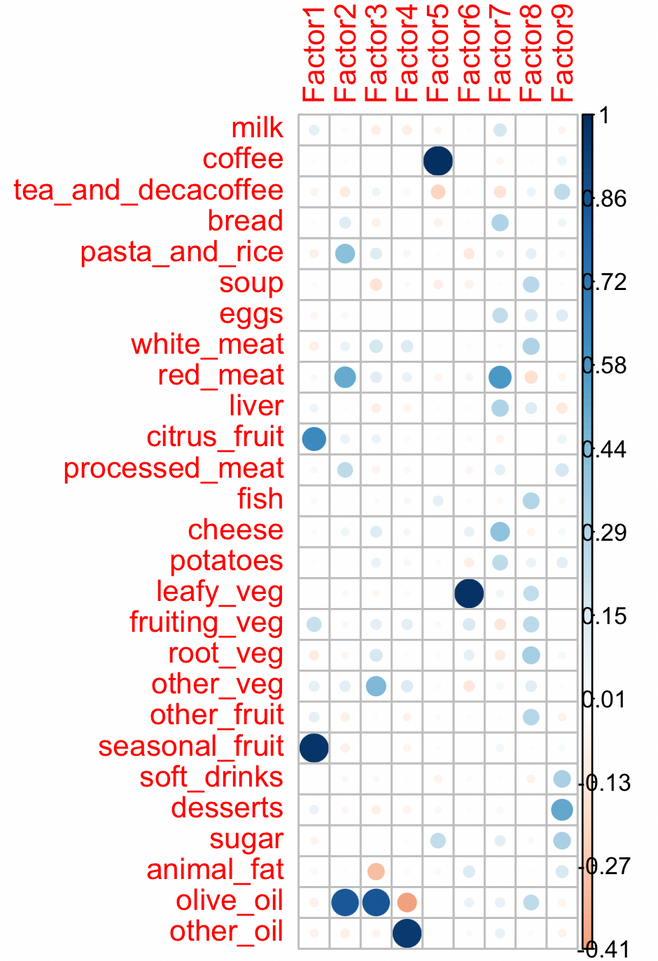 Factor1
Factor2
Factor3
Factor4
Factor5
Factor6
Factor7
Factor8
Factor9
milk
coffee
tea_and_decacoffee
bread
pasta_and_rice
soup
eggs
white_meat
red_meat
liver
citrus_fruit
processed_meat
fish
cheese
potatoes
leafy_veg
fruiting_veg
root_veg
other_veg
other_fruit
seasonal_fruit
soft_drinks
desserts
sugar
animal_fat
olive_oil
other_oil
1
0.86
0.72
0.58
0.44
0.29
0.15
0.01
-0.13
-0.27
-0.41